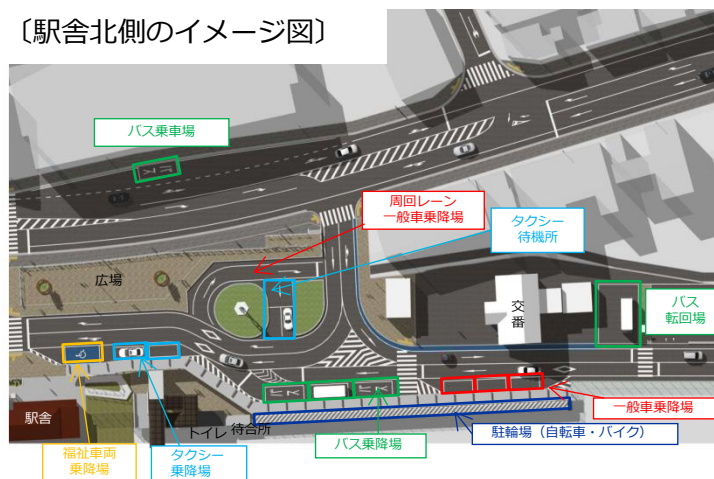 〔駅舎北側のイメージ図〕
バス乗車場
周回レーン
一般車乗降場
タクシー
待機所
広場
交番
バス
転回場
駅舎
トイレ
待合所
福祉車両
乗降場
タクシー
乗降場
バス乗降場
駐輪場（自転車・バイク）
一般車乗降場